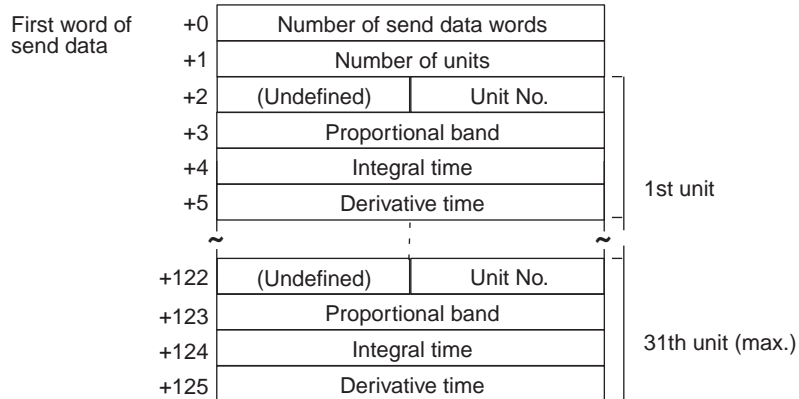 First word of
send data
+0 Number of send data words
+1 Number of units
+2 (Undefined) Unit No.
+3 Proportional band
+4 Integral time
+5 Derivative time
1st unit
+122 (Undefined) Unit No.
+123 Proportional band
+124 Integral time
+125 Derivative time
31th unit (max.)